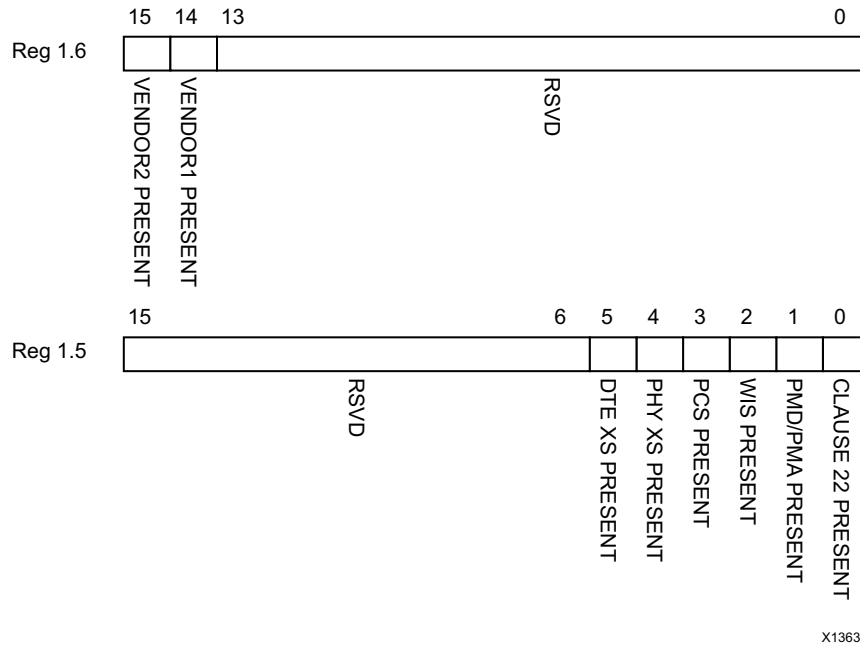 15 14 13 0
Reg 1.6
VENDOR2 PRESENT
VENDOR1 PRESENT
RSVD
15 6 5 4 3 2 1 0
Reg 1.5
RSVD
DTE XS PRESENT
PHY XS PRESENT
PCS PRESENT
WIS PRESENT
PMD/PMA PRESENT
CLAUSE 22 PRESENT
X1363